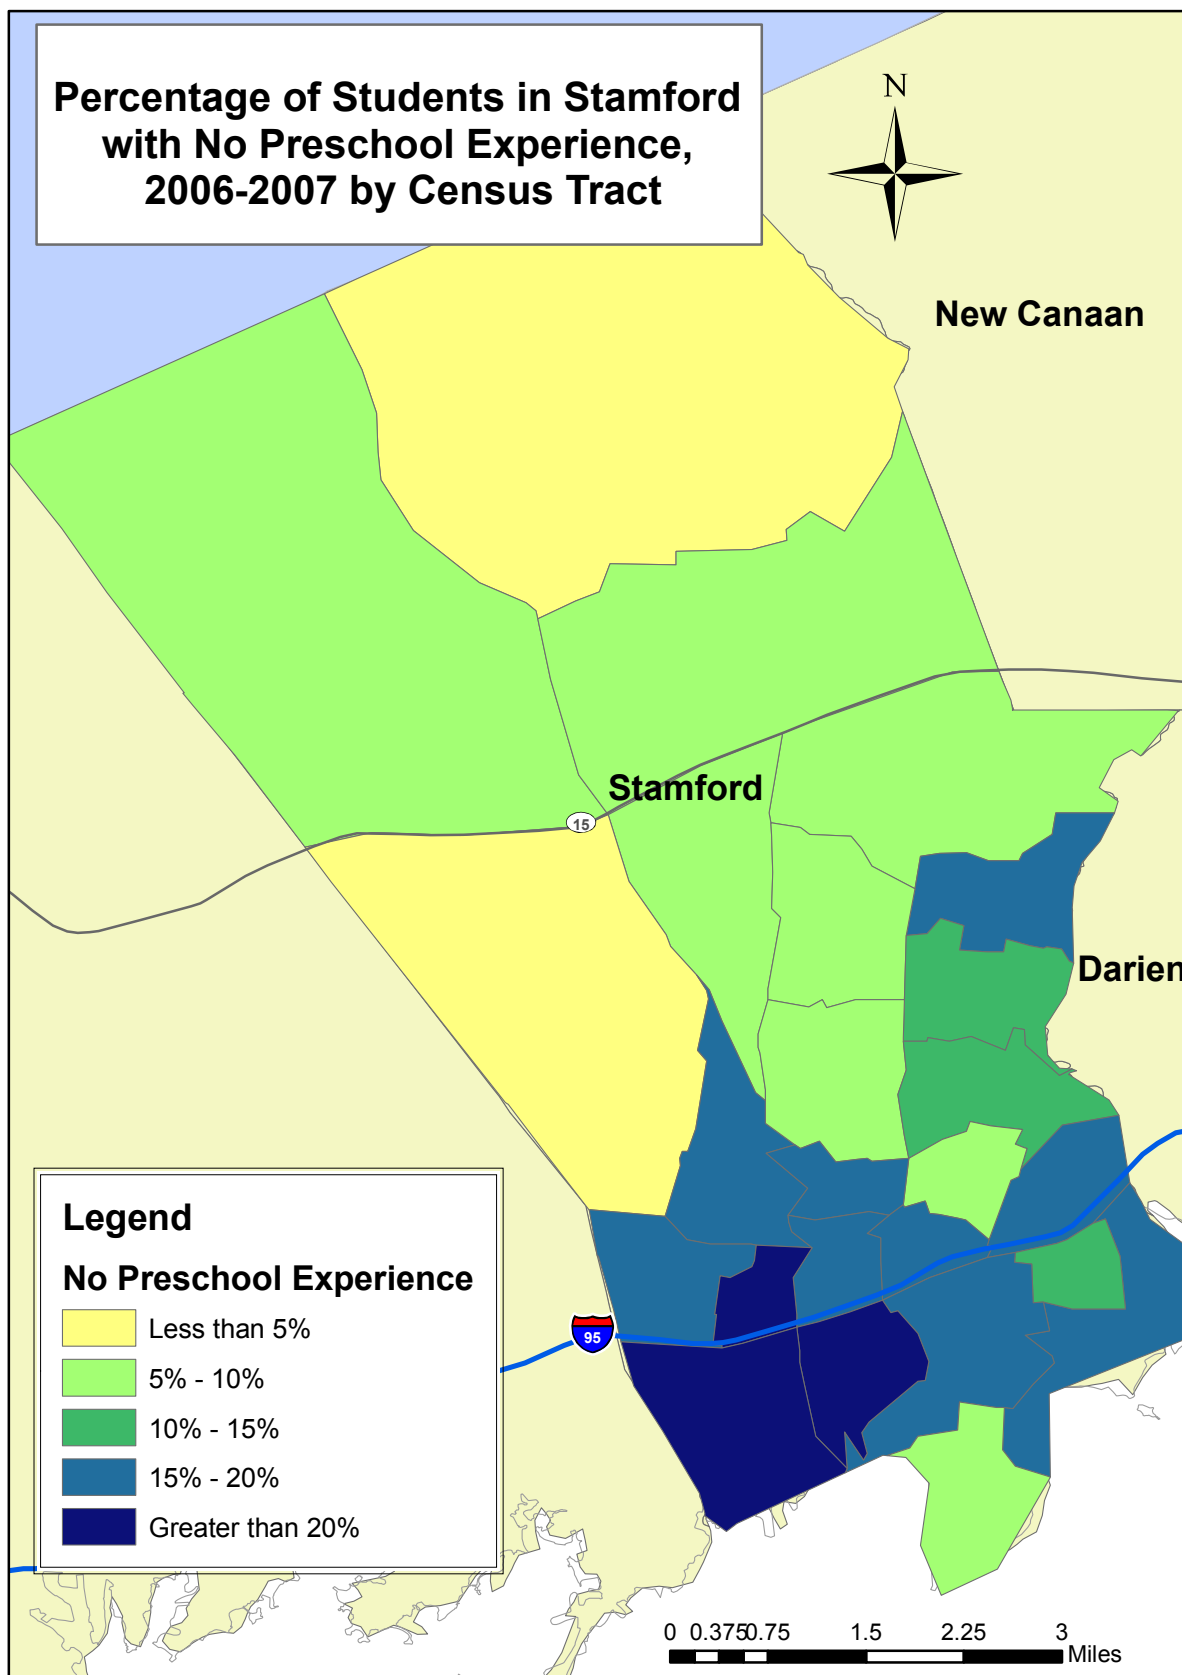 Percentage of Students in Stamford
with No Preschool Experience,
2006-2007 by Census Tract
N
New Canaan
Stamford
15
Darien
Legend
No Preschool Experience
Less than 5%
5% - 10%
10% - 15%
15% - 20%
Greater than 20%
95
0 0.375 0.75 1.5 2.25 3
Miles